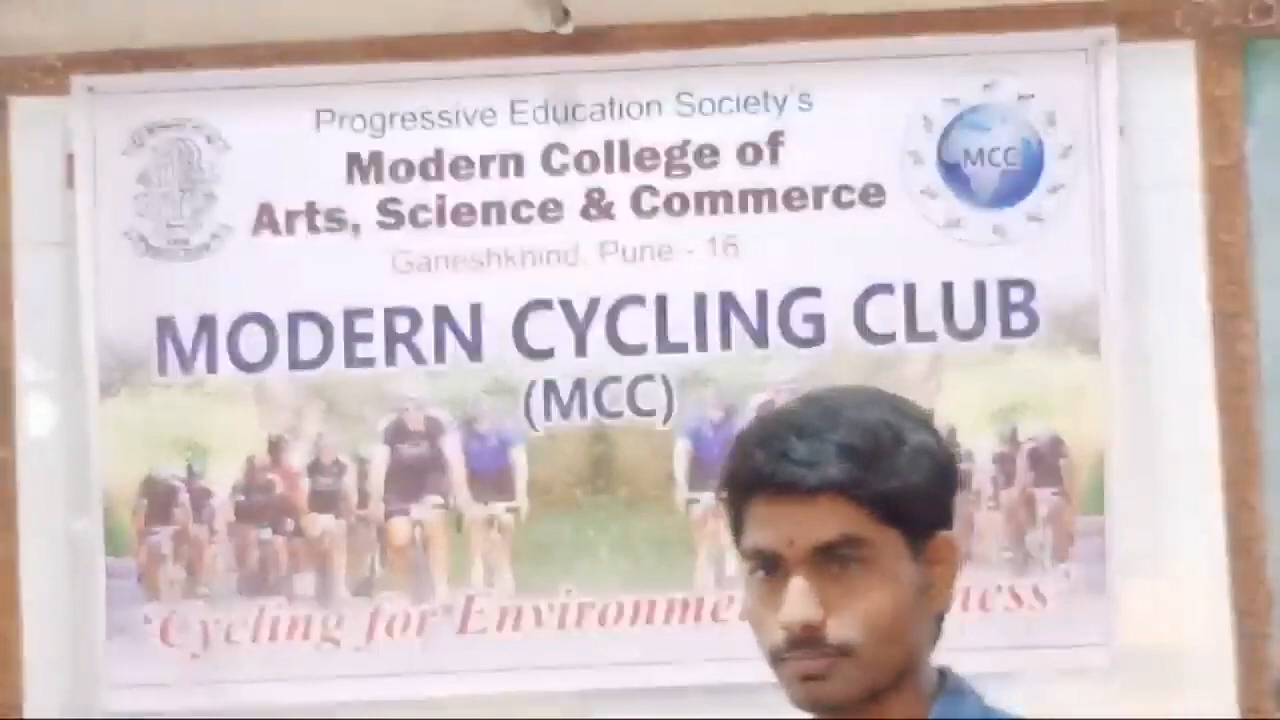 Progressive Education Society's
Modern College of
Arts, Science & Commerce
Ganeshkhind, Pune - 16
MCC
MODERN CYCLING CLUB
(MCC)
"Cycling for